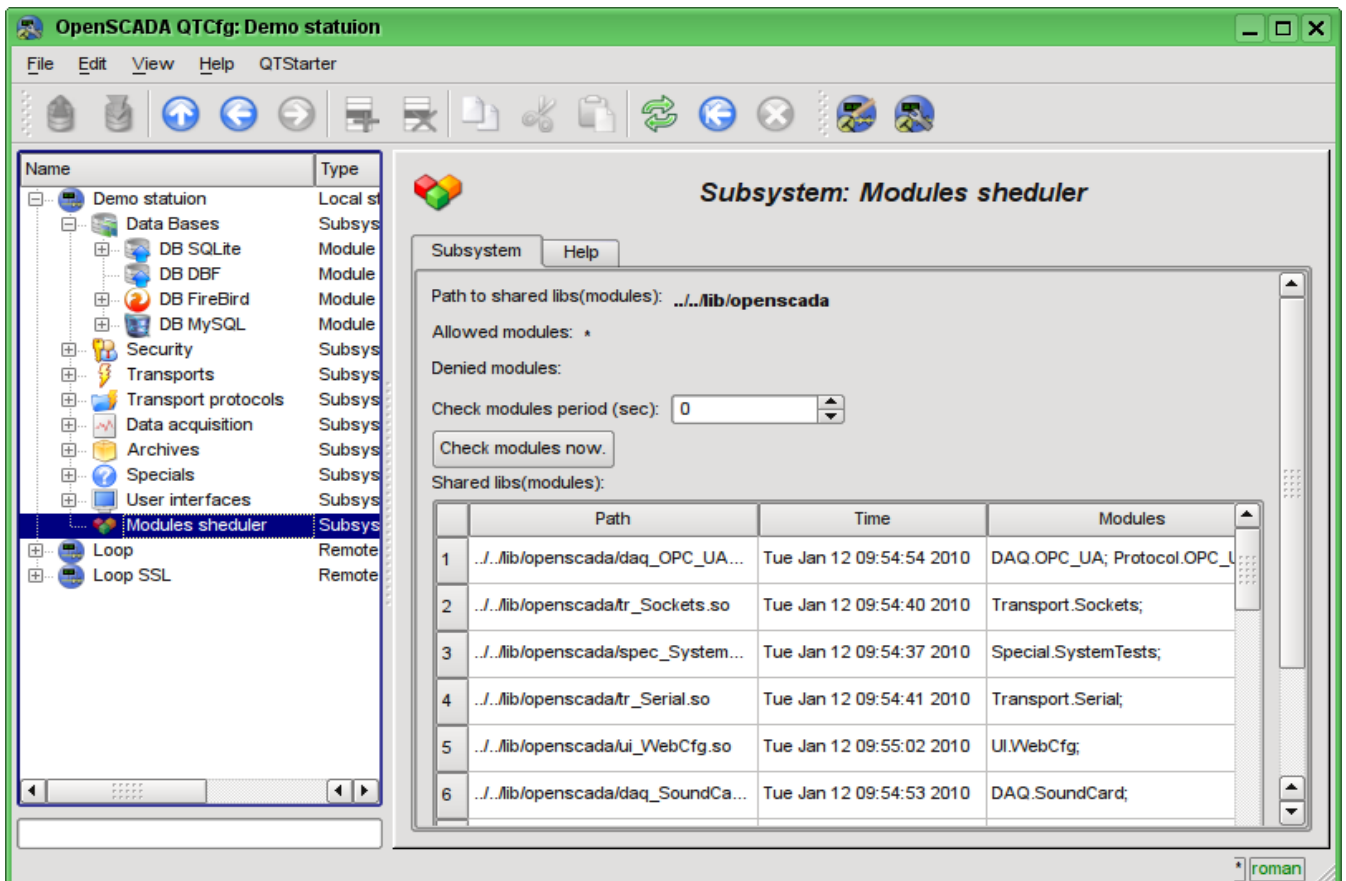 OpenSCADA QTCfg: Demo statuion
File Edit View Help QTStarter
Name Type
Demo statuion Local st
Data Bases Subsys
DB SQLite Module
DB DBF Module
DB FireBird Module
DB MySQL Module
Security Subsys
Transports Subsys
Transport protocols Subsys
Data acquisition Subsys
Archives Subsys
Specials Subsys
User interfaces Subsys
Modules sheduler Subsys
Loop Remote
Loop SSL Remote
Subsystem: Modules sheduler
Subsystem Help
Path to shared libs(modules): ../../lib/openscada
Allowed modules: *
Denied modules:
Check modules period (sec): 0
Check modules now.
Shared libs(modules):
Path Time Modules
1 ../../lib/openscada/daq_OPC_UA... Tue Jan 12 09:54:54 2010 DAQ.OPC_UA; Protocol.OPC_U
2 ../../lib/openscada/tr_Sockets.so Tue Jan 12 09:54:40 2010 Transport.Sockets;
3 ../../lib/openscada/spec_System... Tue Jan 12 09:54:37 2010 Special.SystemTests;
4 ../../lib/openscada/tr_Serial.so Tue Jan 12 09:54:41 2010 Transport.Serial;
5 ../../lib/openscada/ui_WebCfg.so Tue Jan 12 09:55:02 2010 UI.WebCfg;
6 ../../lib/openscada/daq_SoundCa... Tue Jan 12 09:54:53 2010 DAQ.SoundCard;
* roman